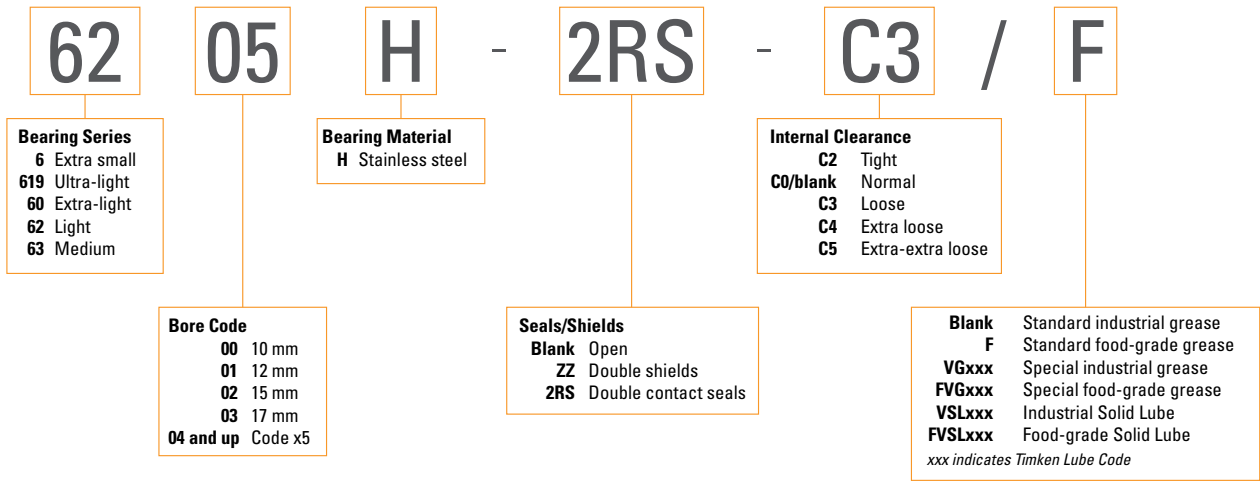 62 05 H - 2RS - C3 / F
Bearing Series
6 Extra small
619 Ultra-light
60 Extra-light
62 Light
63 Medium
Bearing Material
H Stainless steel
Internal Clearance
C2 Tight
C0/blank Normal
C3 Loose
C4 Extra loose
C5 Extra-extra loose
Bore Code
00 10 mm
01 12 mm
02 15 mm
03 17 mm
04 and up Code x5
Seals/Shields
Blank Open
ZZ Double shields
2RS Double contact seals
Blank Standard industrial grease
F Standard food-grade grease
VGxxx Special industrial grease
FVGxxx Special food-grade grease
VSLxxx Industrial Solid Lube
FVSLxxx Food-grade Solid Lube
xxx indicates Timken Lube Code